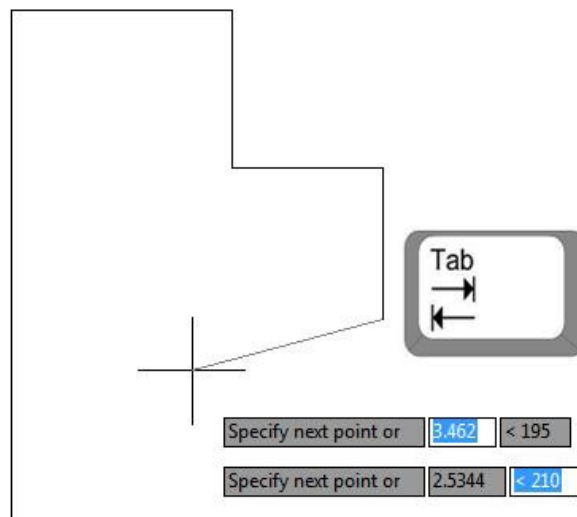 Tab
Specify next point or 3.462 < 195
Specify next point or 2.5344 < 210